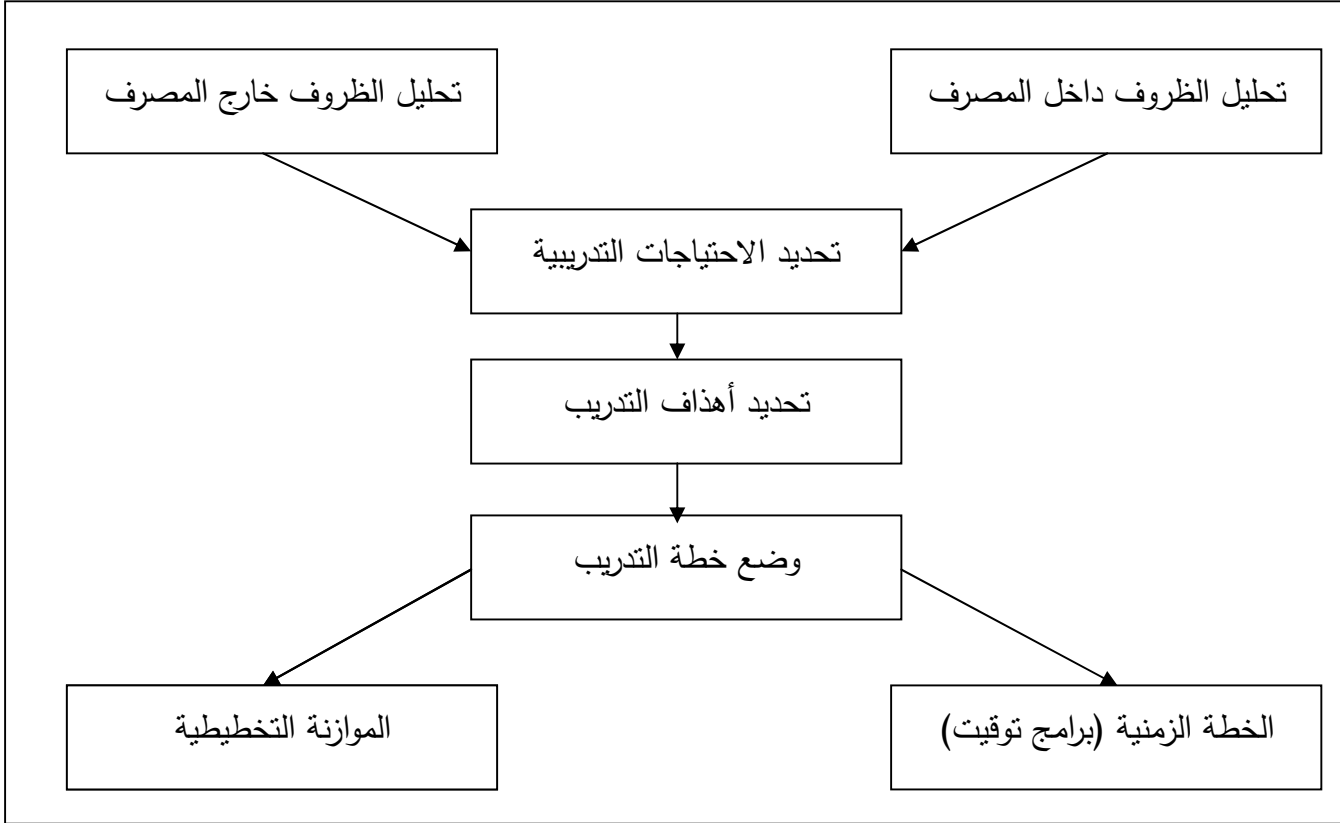 تحليل الظروف داخل المصرف
تحليل الظروف خارج المصرف
تحديد الاحتياجات التدريبية
تحديد أهذاف التدريب
وضع خطة التدريب
الخطة الزمنية (برامج توقيت)
الموازنة التخطيطية